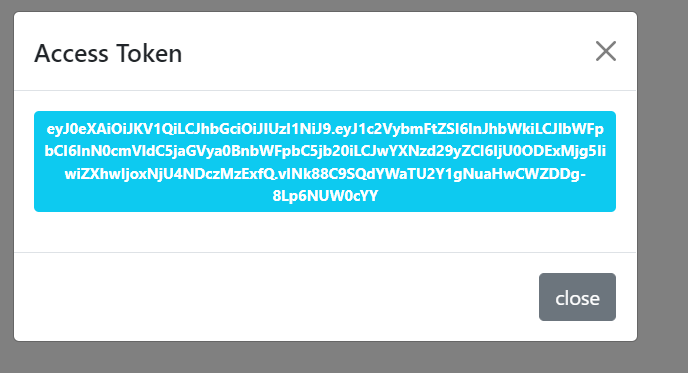 Access Token
eyJ0eXAiOiJKV1QiLCJhbGciOiJIUzI1NiJ9.eyJ1c2VybmFtZSI6InJhbWkiLCJlbWFp
bCI6InN0cmVldC5jaGVya0BnbWFpbC5jb20iLCJwYXNzd29yZCI6IjU0ODExMjg5Ii
wiZXhwIjoxNjU4NDczMzExfQ.vINk88C9SQdYWaTU2Y1gNuaHwCWZDDg-
8Lp6NUW0cYY
close